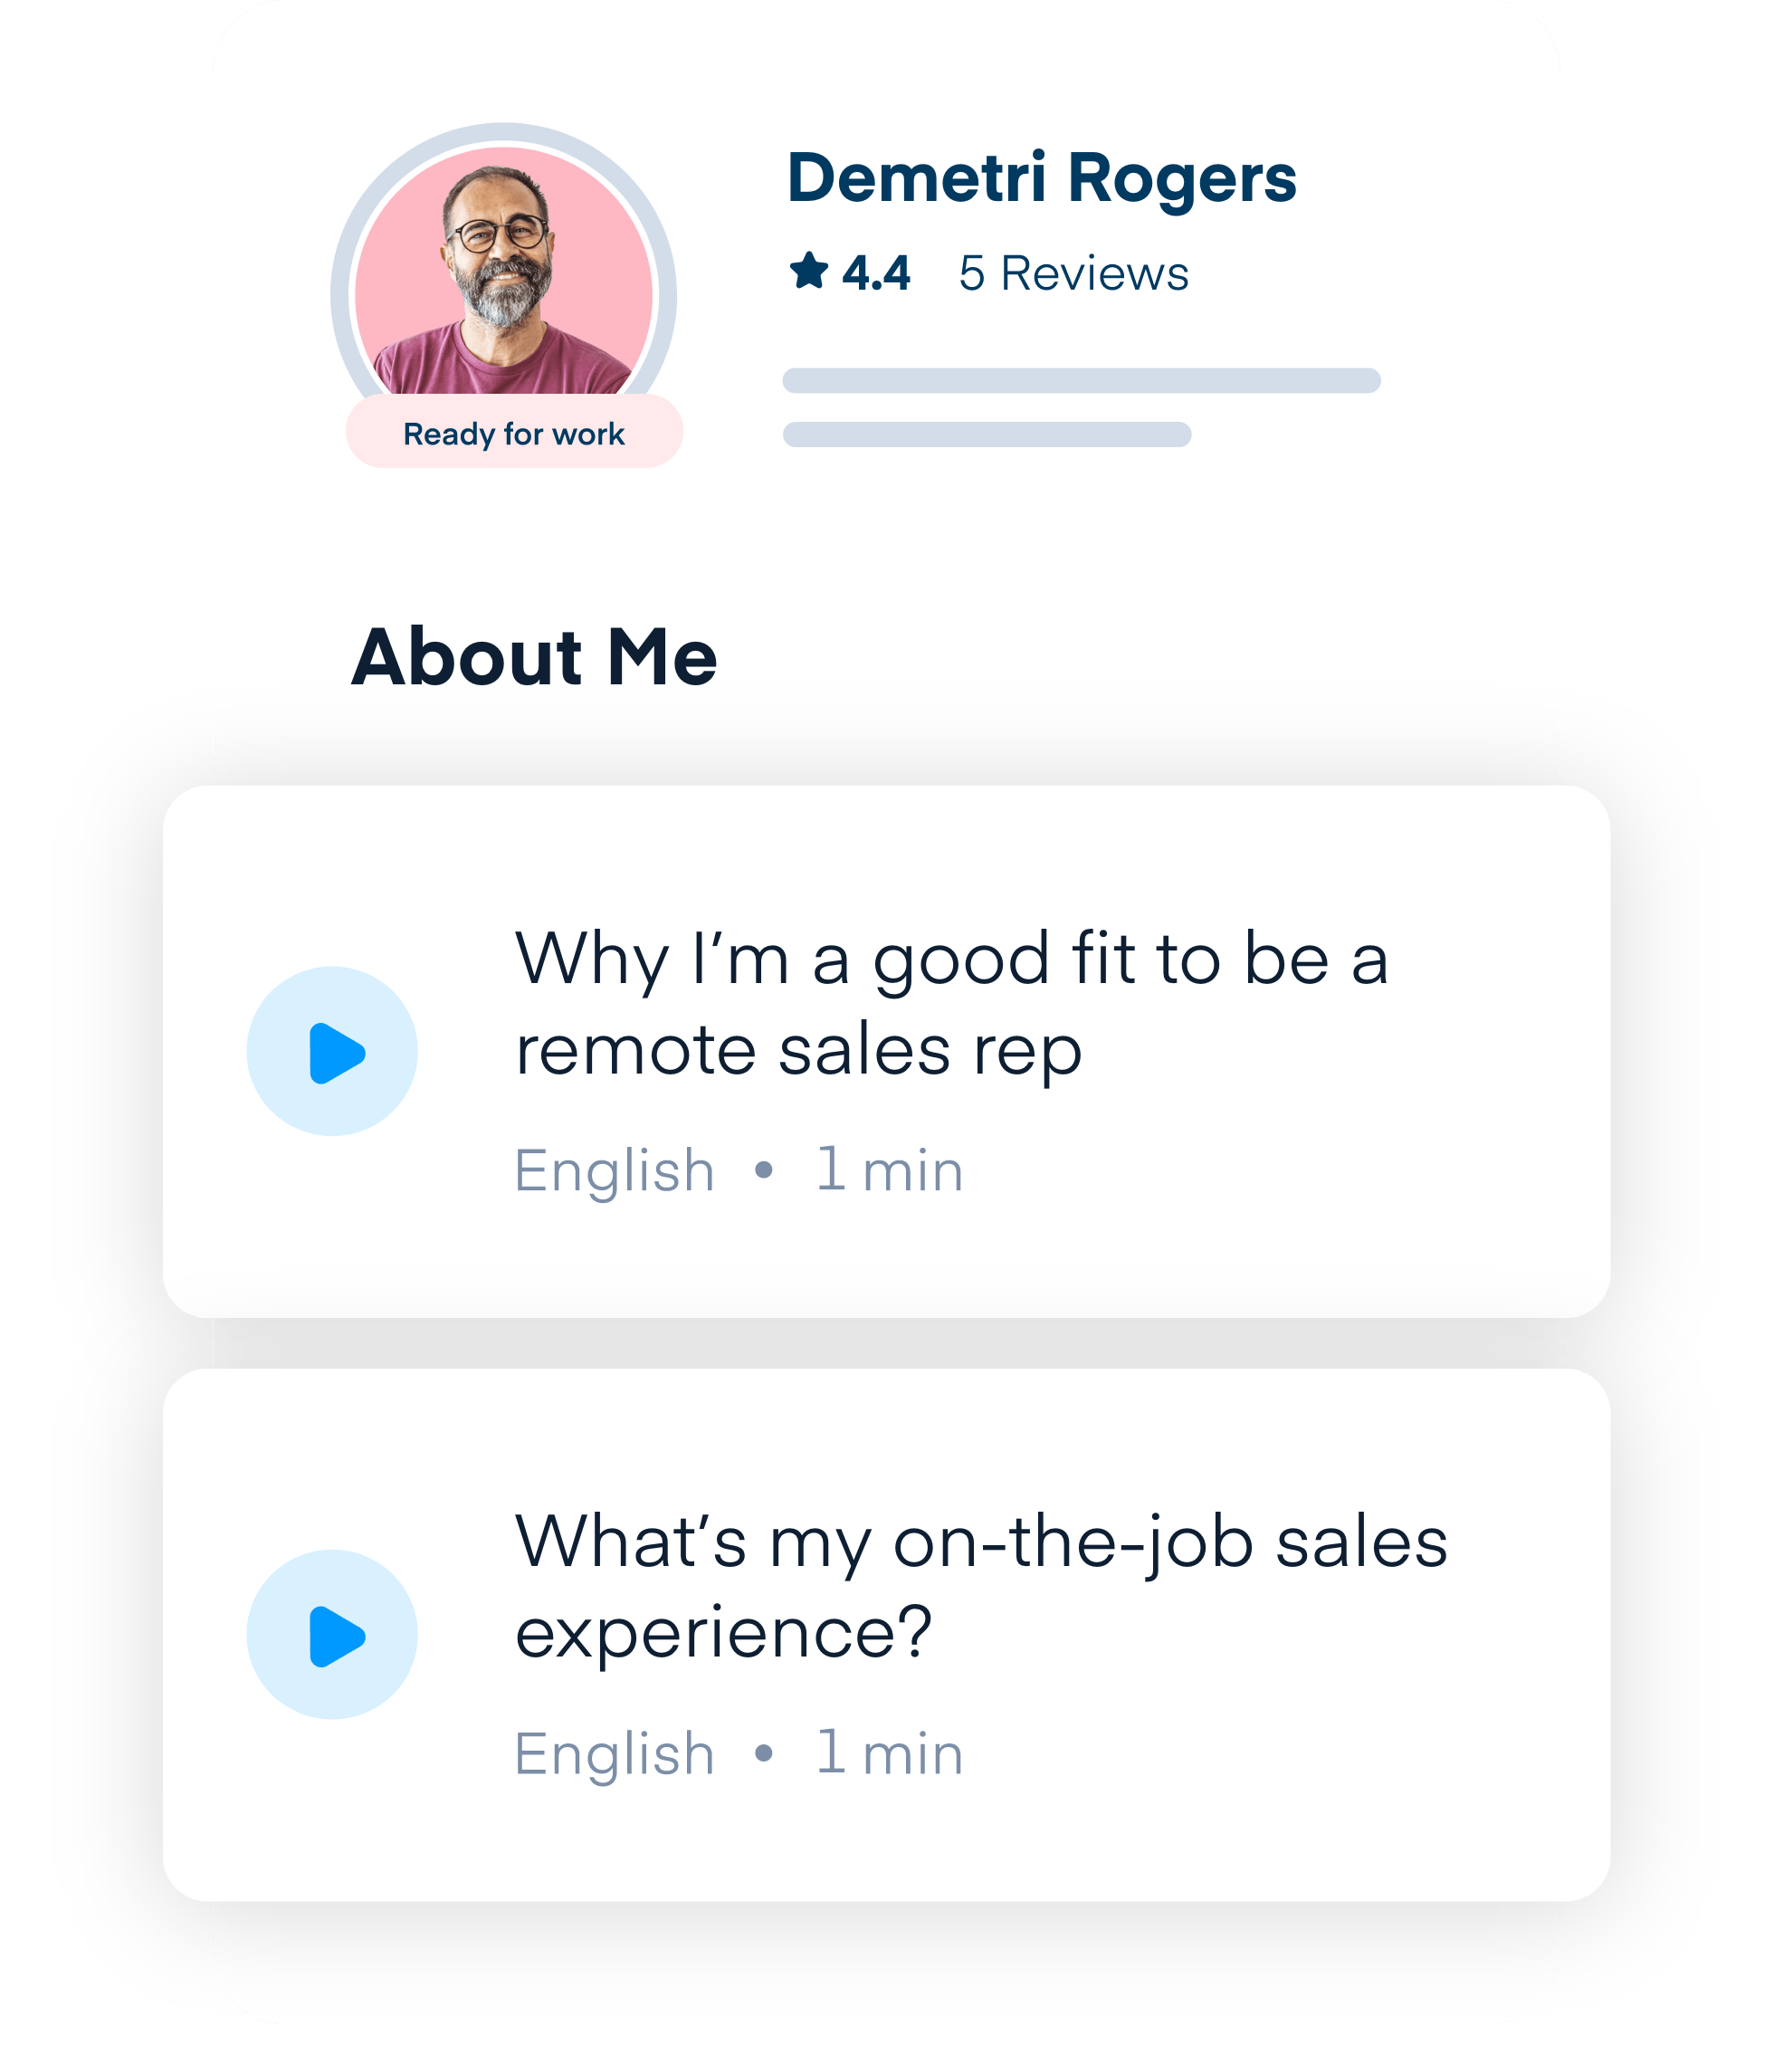 Demetri Rogers
4.4 5 Reviews
Ready for work
About Me
Why I’m a good fit to be a
remote sales rep
English • 1 min
What’s my on-the-job sales
experience?
English • 1 min